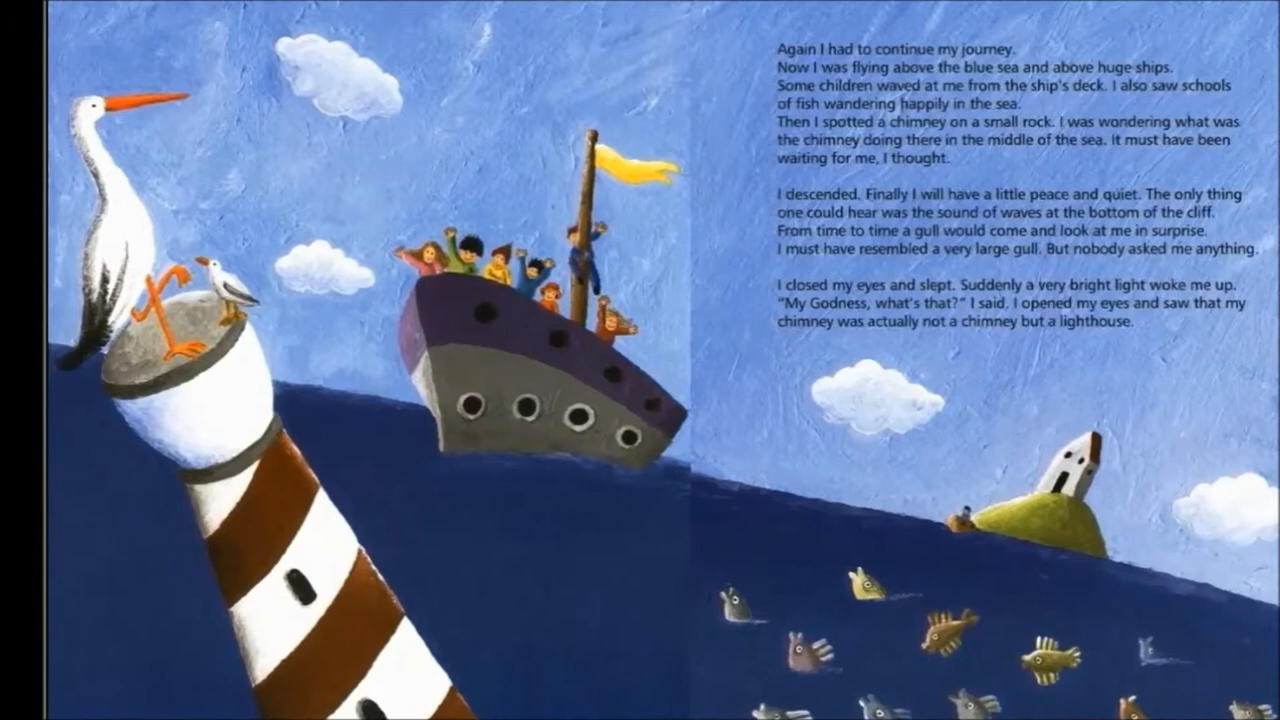 Again I had to continue my journey.
Now I was flying above the blue sea and above huge ships.
Some children waved at me from the ship's deck. I also saw schools
of fish wandering happily in the sea.
Then I spotted a chimney on a small rock. I was wondering what was
the chimney doing there in the middle of the sea. It must have been
waiting for me, I thought.
I descended. Finally I will have a little peace and quiet. The only thing
one could hear was the sound of waves at the bottom of the cliff.
From time to time a gull would come and look at me in surprise.
I must have resembled a very large gull. But nobody asked me anything.
I closed my eyes and slept. Suddenly a very bright light woke me up.
“My Godness, what's that?” I said. I opened my eyes and saw that my
chimney was actually not a chimney but a lighthouse.